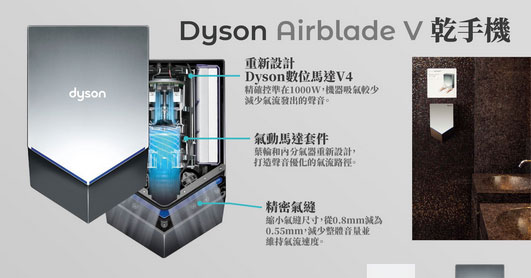 Dyson Airblade V 乾手機
dyson
重新設計
Dyson數位馬達V4
精確控準在1000W，機器吸氣較少
減少氣流發出的聲音。
氣動馬達套件
葉輪和內分氣器重新設計，
打造聲音優化的氣流路徑。
精密氣縫
縮小氣縫尺寸，從0.8mm減為
0.55mm，減少整體音量並
維持氣流速度。